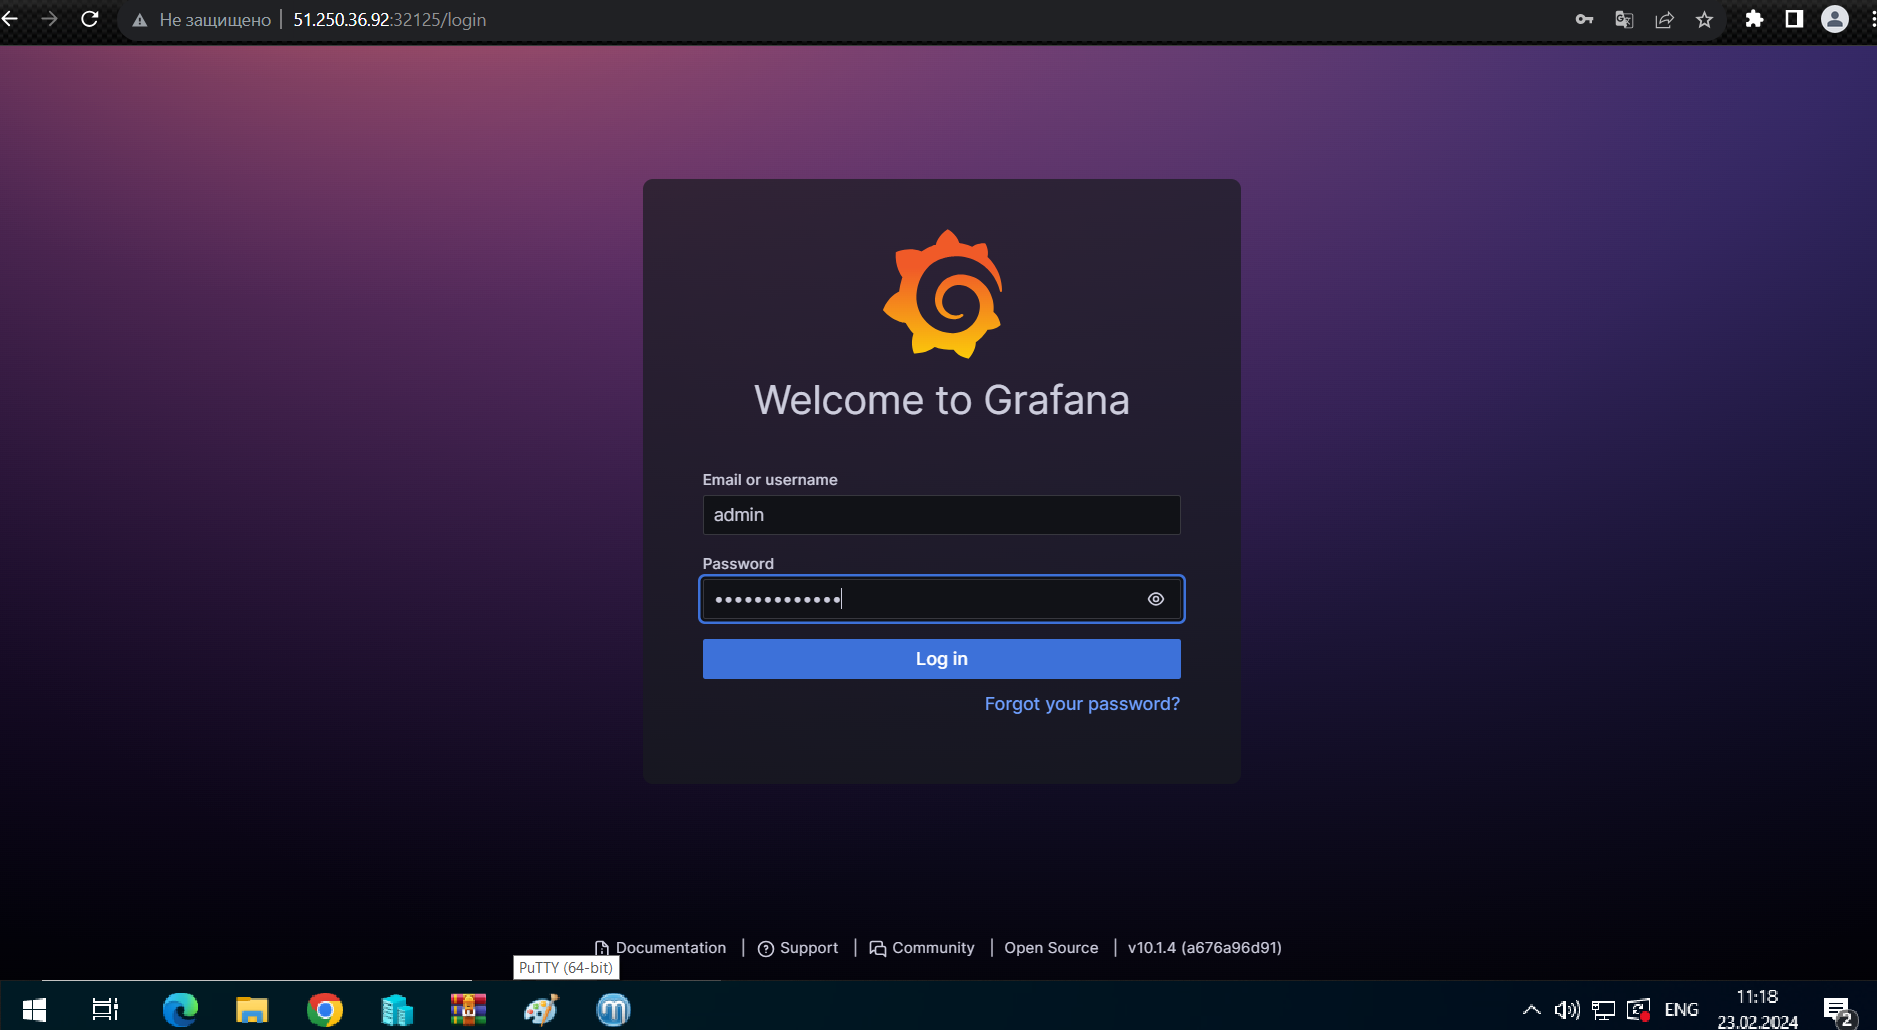 Не защищено | 51.250.36.92:32125/login
Welcome to Grafana
Email or username
admin
Password
•••••••••••••
Log in
Forgot your password?
Documentation | Support | Community | Open Source | v10.1.4 (a676a96d91)
PuTTY (64-bit)
ENG
11:18
23.02.2024
2